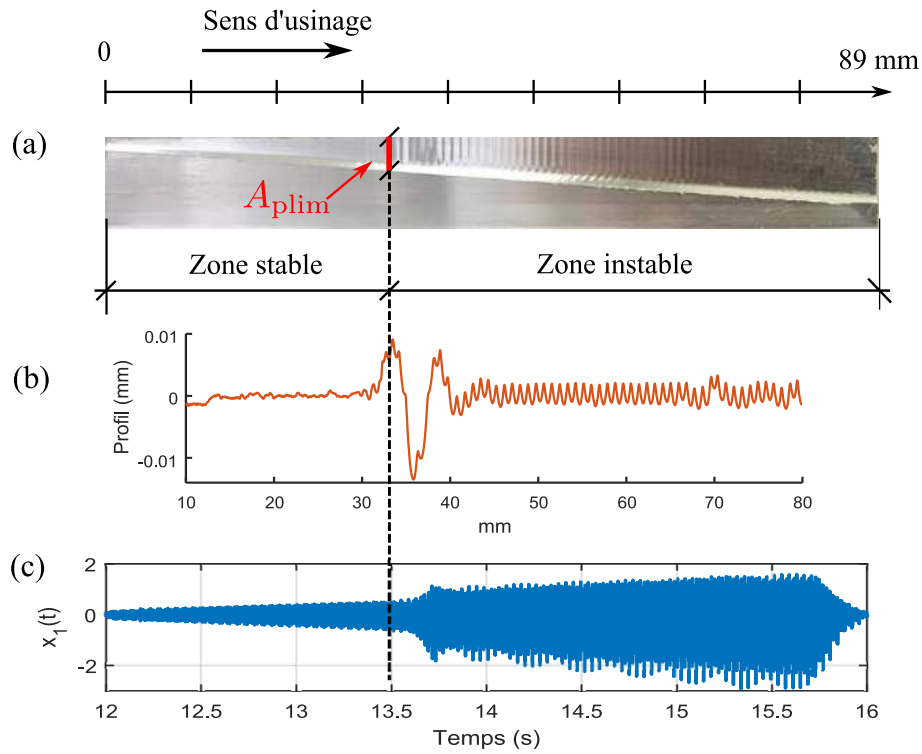 Sens d'usinage
0
89 mm
(a)
A_plim
Zone stable
Zone instable
(b)
Profil (mm)
0.01
0
-0.01
10 20 30 40 50 60 70 80
mm
(c)
x_1(t)
2
0
-2
12 12.5 13 13.5 14 14.5 15 15.5 16
Temps (s)